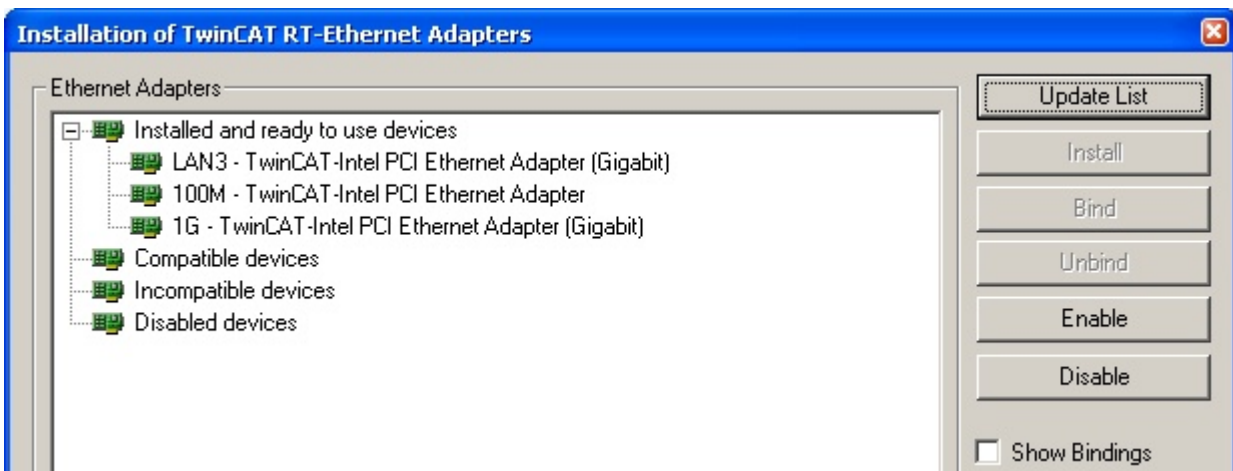 Installation of TwinCAT RT-Ethernet Adapters
Ethernet Adapters
Installed and ready to use devices
LAN3 - TwinCAT-Intel PCI Ethernet Adapter (Gigabit)
100M - TwinCAT-Intel PCI Ethernet Adapter
1G - TwinCAT-Intel PCI Ethernet Adapter (Gigabit)
Compatible devices
Incompatible devices
Disabled devices
Update List
Install
Bind
Unbind
Enable
Disable
Show Bindings